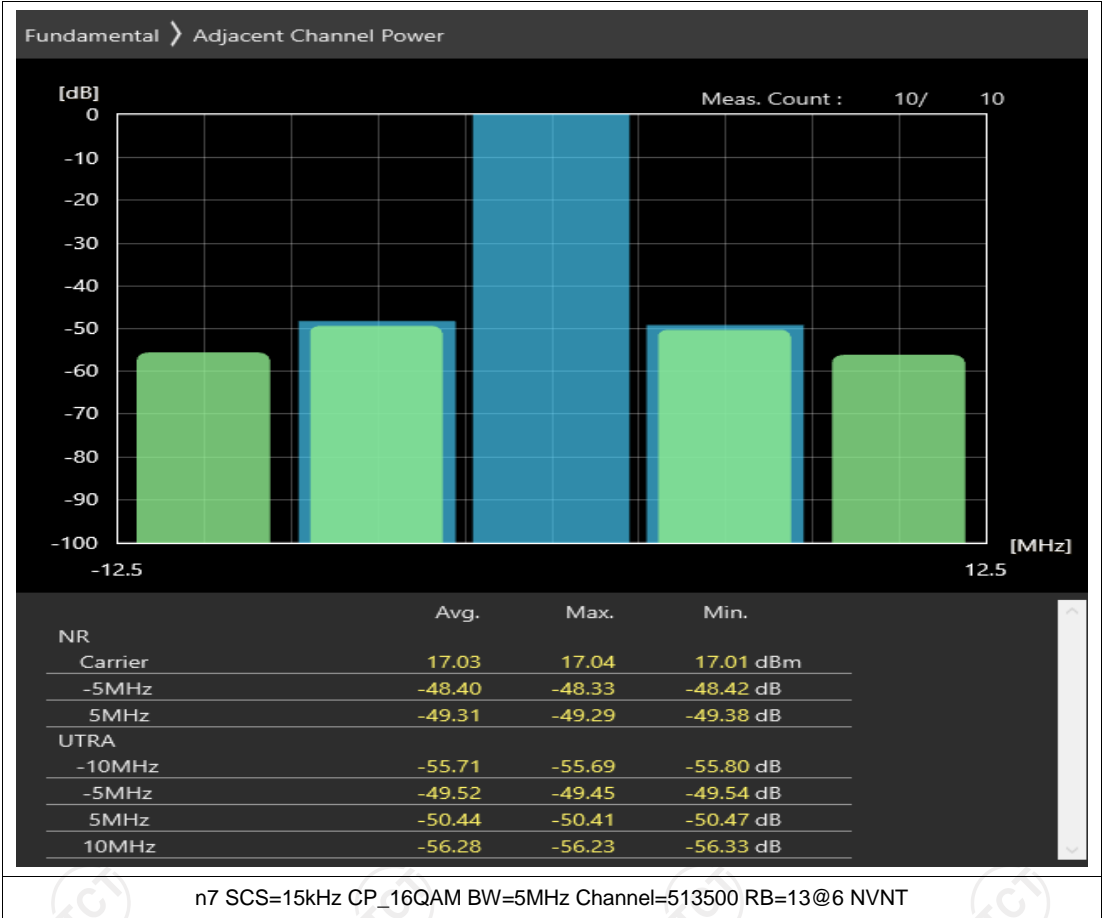 Fundamental 〉 Adjacent Channel Power
[dB]
Meas. Count : 10/ 10
0
-10
-20
-30
-40
-50
-60
-70
-80
-90
-100
[MHz]
-12.5 12.5
Avg. Max. Min.
NR
Carrier 17.03 17.04 17.01 dBm
-5MHz -48.40 -48.33 -48.42 dB
5MHz -49.31 -49.29 -49.38 dB
UTRA
-10MHz -55.71 -55.69 -55.80 dB
-5MHz -49.52 -49.45 -49.54 dB
5MHz -50.44 -50.41 -50.47 dB
10MHz -56.28 -56.23 -56.33 dB
n7 SCS=15kHz CP_16QAM BW=5MHz Channel=513500 RB=13@6 NVNT
TCT TCT TCT TCT